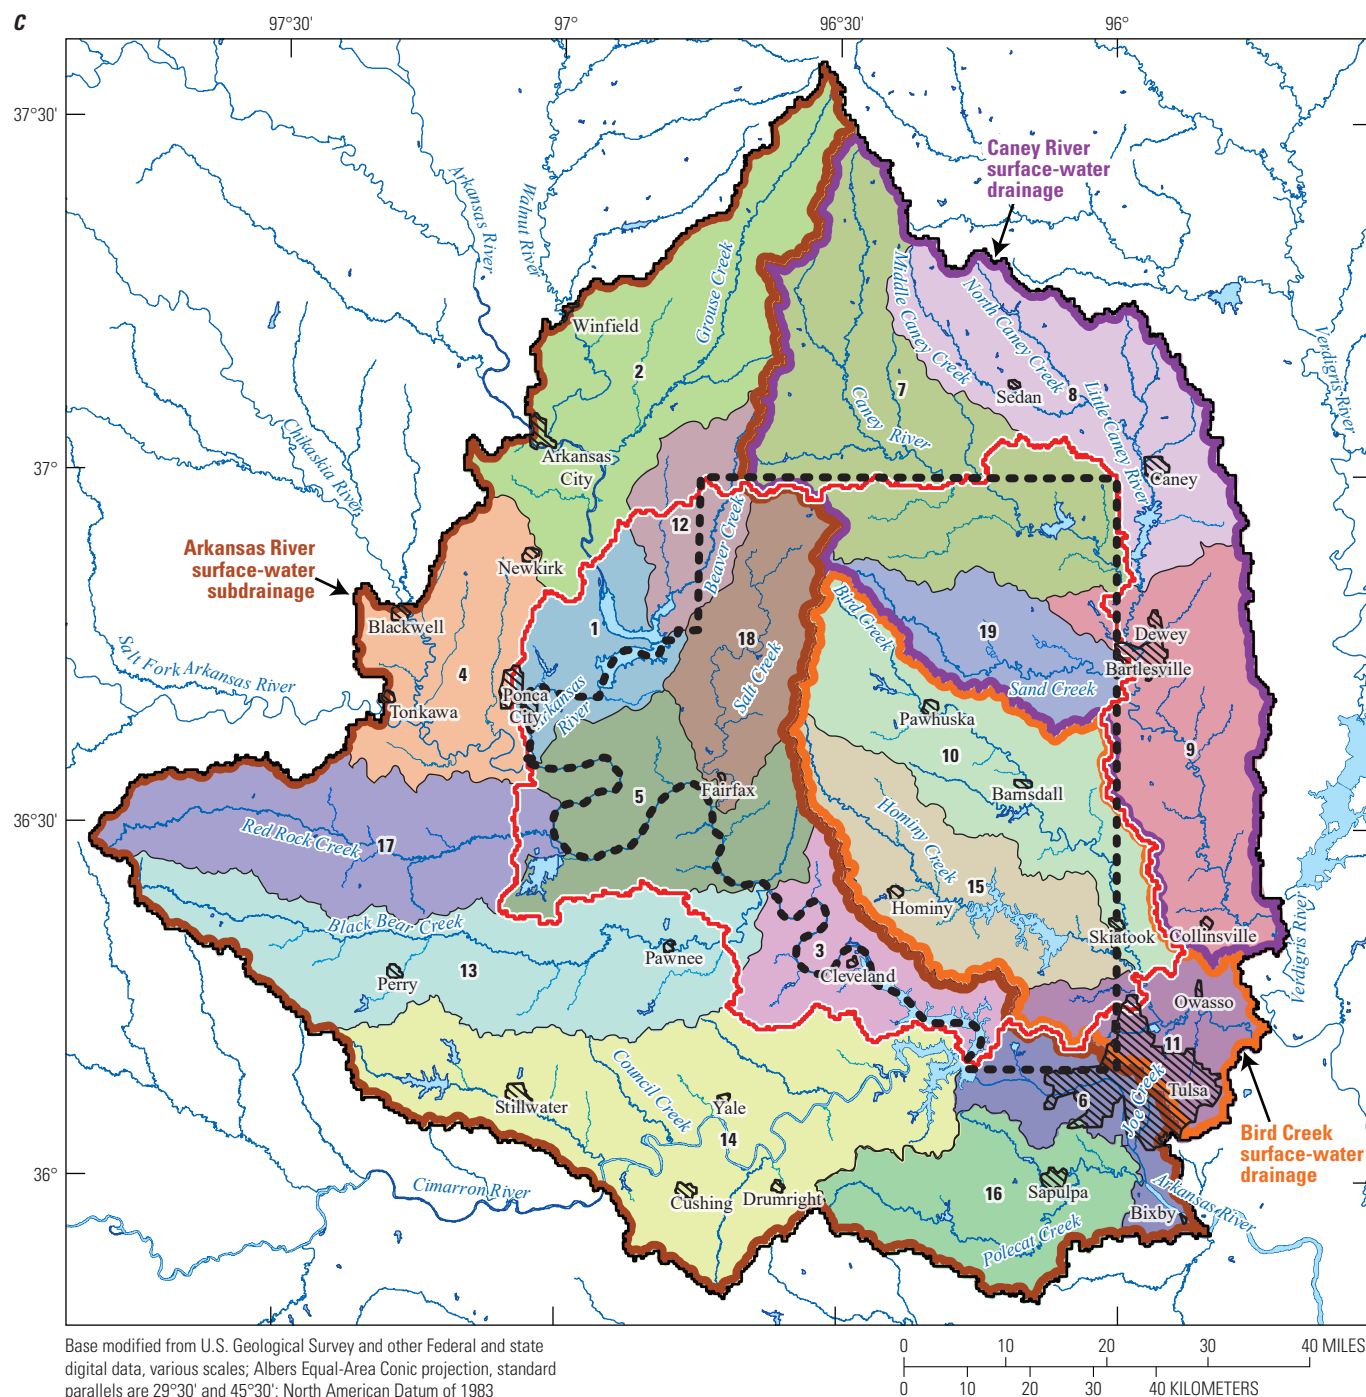 C
97°30'
97°
96°30'
96°
37°30'
37°
36°30'
36°
Caney River
surface-water
drainage
Arkansas River
surface-water
subdrainage
Bird Creek
surface-water
drainage
Arkansas River
Walnut River
Grouse Creek
Winfield
2
Middle Caney Creek
North Caney Creek
Little Caney River
Sedan
8
7
Caney River
Verdigris River
Chikaskia River
Arkansas
City
Caney
12
Beaver Creek
Newkirk
Blackwell
1
18
Bird Creek
19
Dewey
Bartlesville
Salt Fork Arkansas River
4
Tonkawa
Ponca
City
Arkansas
River
Salt Creek
Sand Creek
Pawhuska
10
9
5
Fairfax
Barnsdall
Red Rock Creek
17
Hominy Creek
15
Hominy
Skiatook
Collinsville
Black Bear Creek
13
Perry
Pawnee
3
Cleveland
Owasso
Verdigris River
11
Tulsa
6
Joe Creek
Council Creek
Stillwater
Yale
14
Cimarron River
Cushing
Drumright
16
Sapulpa
Bixby
Arkansas River
Polecat Creek
Base modified from U.S. Geological Survey and other Federal and state
digital data, various scales; Albers Equal-Area Conic projection, standard
parallels are 29°30' and 45°30'; North American Datum of 1983
0 10 20 30 40 MILES
0 10 20 30 40 KILOMETERS